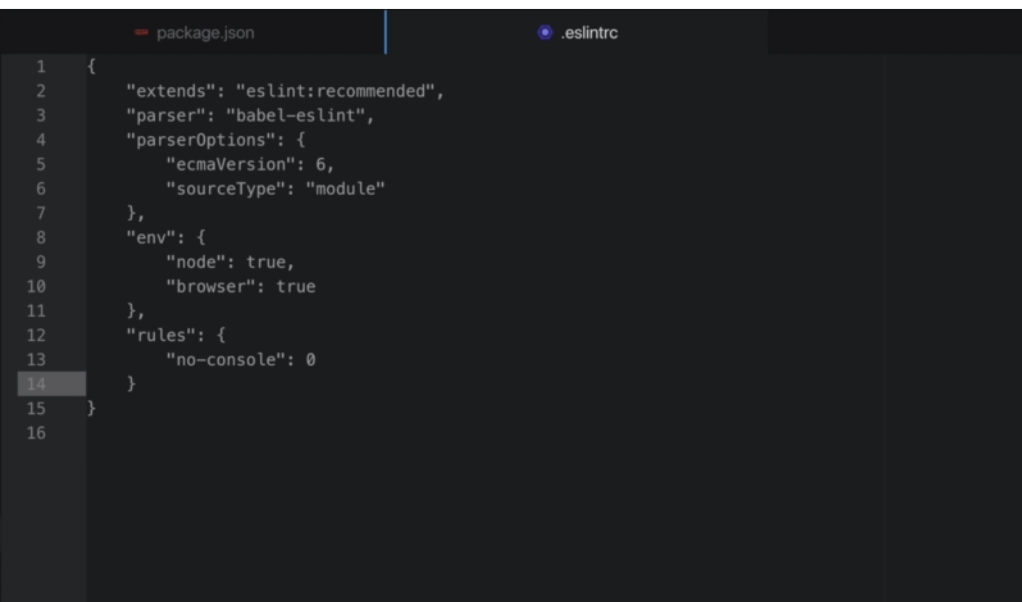 package.json
.eslintrc
1 {
2     "extends": "eslint:recommended",
3     "parser": "babel-eslint",
4     "parserOptions": {
5         "ecmaVersion": 6,
6         "sourceType": "module"
7     },
8     "env": {
9         "node": true,
10         "browser": true
11     },
12     "rules": {
13         "no-console": 0
14     }
15 }
16